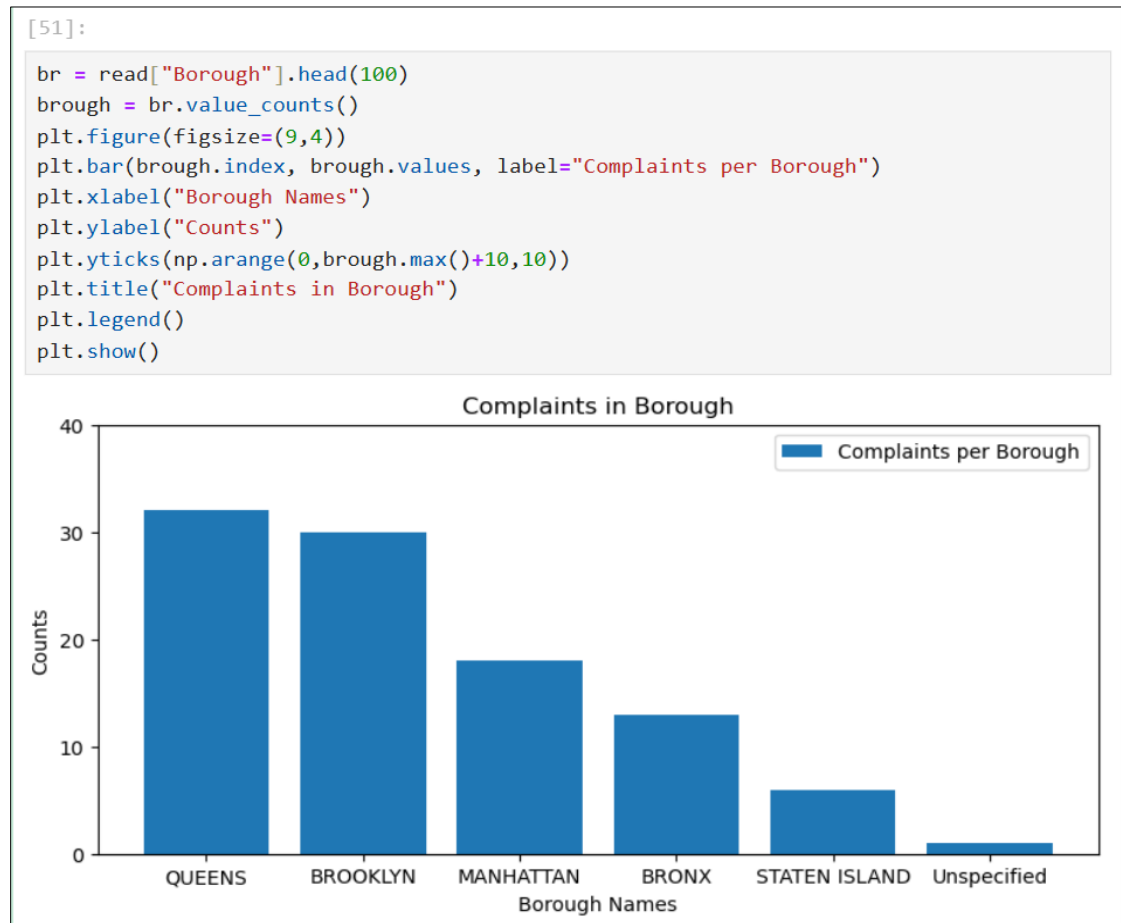 [51]:
br = read["Borough"].head(100)
brough = br.value_counts()
plt.figure(figsize=(9,4))
plt.bar(brough.index, brough.values, label="Complaints per Borough")
plt.xlabel("Borough Names")
plt.ylabel("Counts")
plt.yticks(np.arange(0,brough.max()+10,10))
plt.title("Complaints in Borough")
plt.legend()
plt.show()
Complaints in Borough
Complaints per Borough
40
30
20
10
0
Counts
QUEENS BROOKLYN MANHATTAN BRONX STATEN ISLAND Unspecified
Borough Names